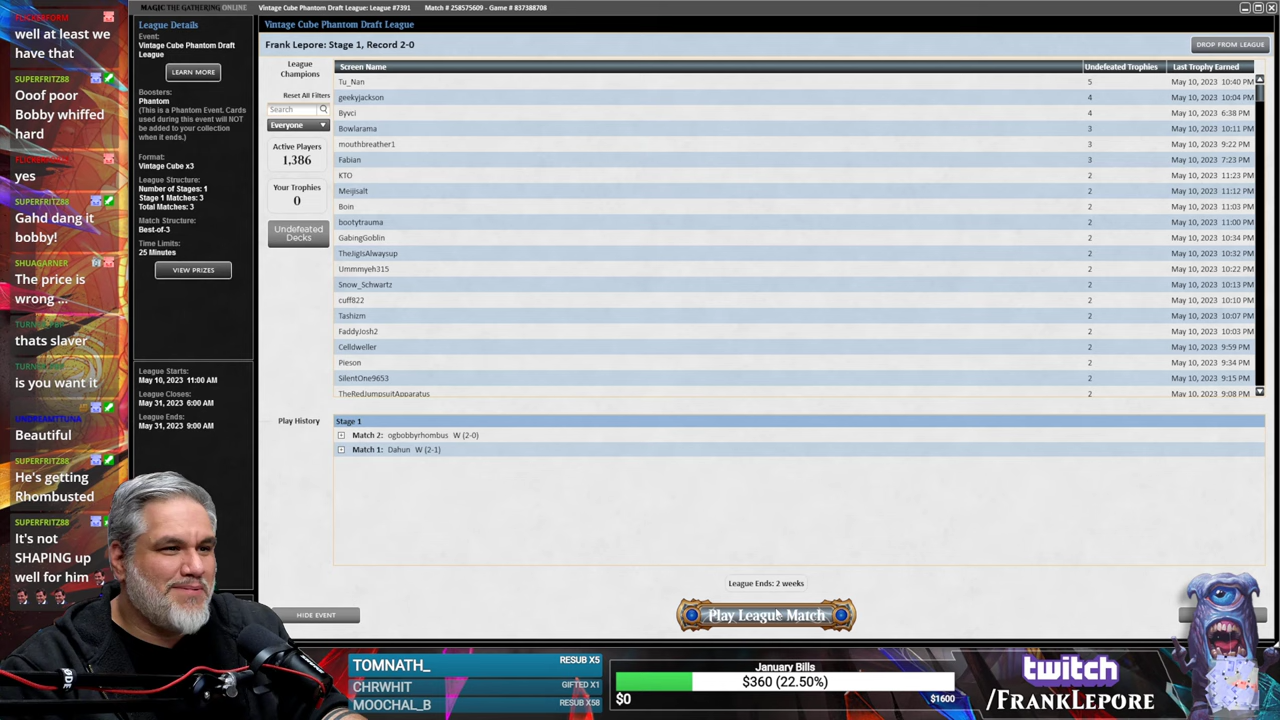 FLICKERFORM
well at least we
have that
SUPERFRITZ88
Ooof poor
Bobby whiffed
hard
FLICKERFORM
yes
SUPERFRITZ88
Gahd dang it
bobby!
SHUAGARNER
The price is
wrong ...
thats slaver
is you want it
UNDREAMTTUNA
Beautiful
SUPERFRITZ88
He's getting
Rhombusted
SUPERFRITZ88
It's not
SHAPING up
well for him
MAGIC THE GATHERING ONLINE
Vintage Cube Phantom Draft League: League #7391 Match # 258575609 - Game # 837388708
League Details
Event:
Vintage Cube Phantom Draft
League
LEARN MORE
Boosters:
Phantom
(This is a Phantom Event. Cards
used during this event will NOT
be added to your collection
when it ends.)
Format:
Vintage Cube x3
League Structure:
Number of Stages: 1
Stage 1 Matches: 3
Total Matches: 3
Match Structure:
Best-of-3
Time Limits:
25 Minutes
VIEW PRIZES
League Starts:
May 10, 2023 11:00 AM
League Closes:
May 31, 2023 6:00 AM
League Ends:
May 31, 2023 9:00 AM
Vintage Cube Phantom Draft League
Frank Lepore: Stage 1, Record 2-0
DROP FROM LEAGUE
League
Champions
Reset All Filters
Search
Everyone
Active Players
1,386
Your Trophies
0
Undefeated
Decks
Screen Name Undefeated Trophies Last Trophy Earned
Tu_Nan 5 May 10, 2023 10:40 PM
geekyjackson 4 May 10, 2023 10:04 PM
Byvci 4 May 10, 2023 6:38 PM
Bowlarama 3 May 10, 2023 10:11 PM
mouthbreather1 3 May 10, 2023 9:22 PM
Fabian 3 May 10, 2023 7:23 PM
KTO 2 May 10, 2023 11:23 PM
Meijisalt 2 May 10, 2023 11:12 PM
Boin 2 May 10, 2023 11:03 PM
bootytrauma 2 May 10, 2023 11:00 PM
GabingGoblin 2 May 10, 2023 10:34 PM
TheJigIsAlwaysup 2 May 10, 2023 10:32 PM
Ummmyeh315 2 May 10, 2023 10:22 PM
Snow_Schwartz 2 May 10, 2023 10:13 PM
cuff822 2 May 10, 2023 10:10 PM
Tashizm 2 May 10, 2023 10:07 PM
FaddyJosh2 2 May 10, 2023 10:03 PM
Celldweller 2 May 10, 2023 9:59 PM
Pieson 2 May 10, 2023 9:34 PM
SilentOne9653 2 May 10, 2023 9:15 PM
TheRedJumpsuitApparatus 2 May 10, 2023 9:08 PM
Play History
Stage 1
Match 2: ogbobbyrhombus W (2-0)
Match 1: Dahun W (2-1)
League Ends: 2 weeks
HIDE EVENT
Play League Match
TOMNATH_ RESUB X5
CHRWHIT GIFTED X1
MOOCHAL_B RESUB X58
January Bills
$360 (22.50%)
$0 $1600
twitch
/FRANKLEPORE